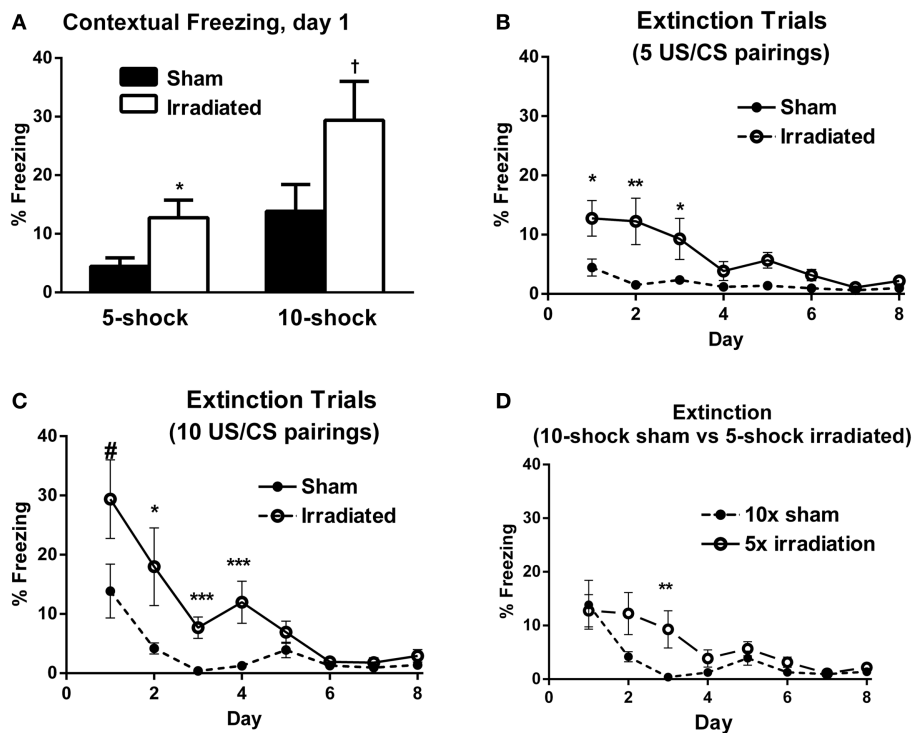 A
Contextual Freezing, day 1
% Freezing
40
30
20
10
0
Sham
Irradiated
*
†
5-shock
10-shock
B
Extinction Trials
(5 US/CS pairings)
% Freezing
40
30
20
10
0
Sham
Irradiated
*
**
*
0 2 4 6 8
Day
C
Extinction Trials
(10 US/CS pairings)
% Freezing
40
30
20
10
0
Sham
Irradiated
#
*
***
***
0 2 4 6 8
Day
D
Extinction
(10-shock sham vs 5-shock irradiated)
% Freezing
40
30
20
10
0
10x sham
5x irradiation
**
0 2 4 6 8
Day